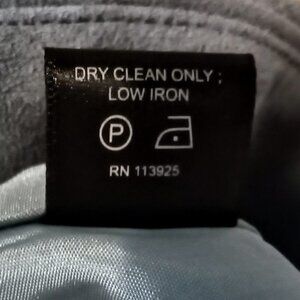 DRY CLEAN ONLY ;
LOW IRON
P
RN 113925